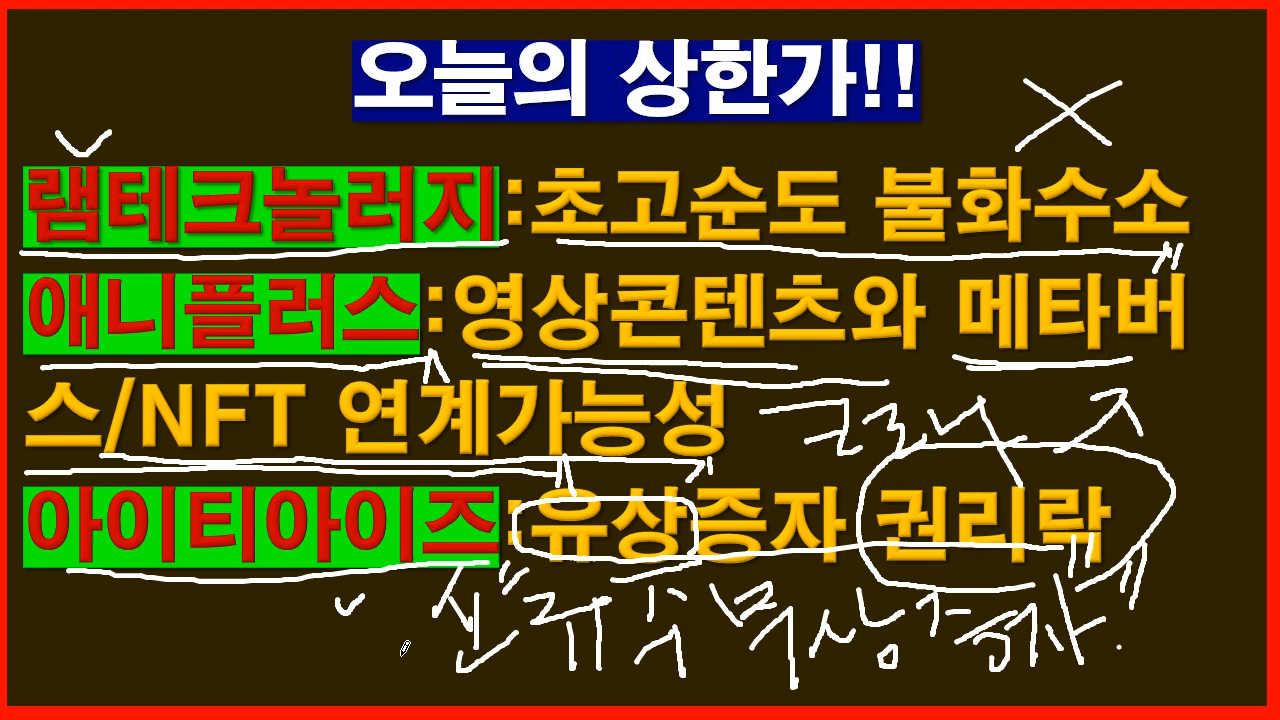 오늘의 상한가!!
램테크놀러지:초고순도 불화수소
애니플러스:영상콘텐츠와 메타버
스/NFT 연계가능성
아이티아이즈:유상증자 권리락